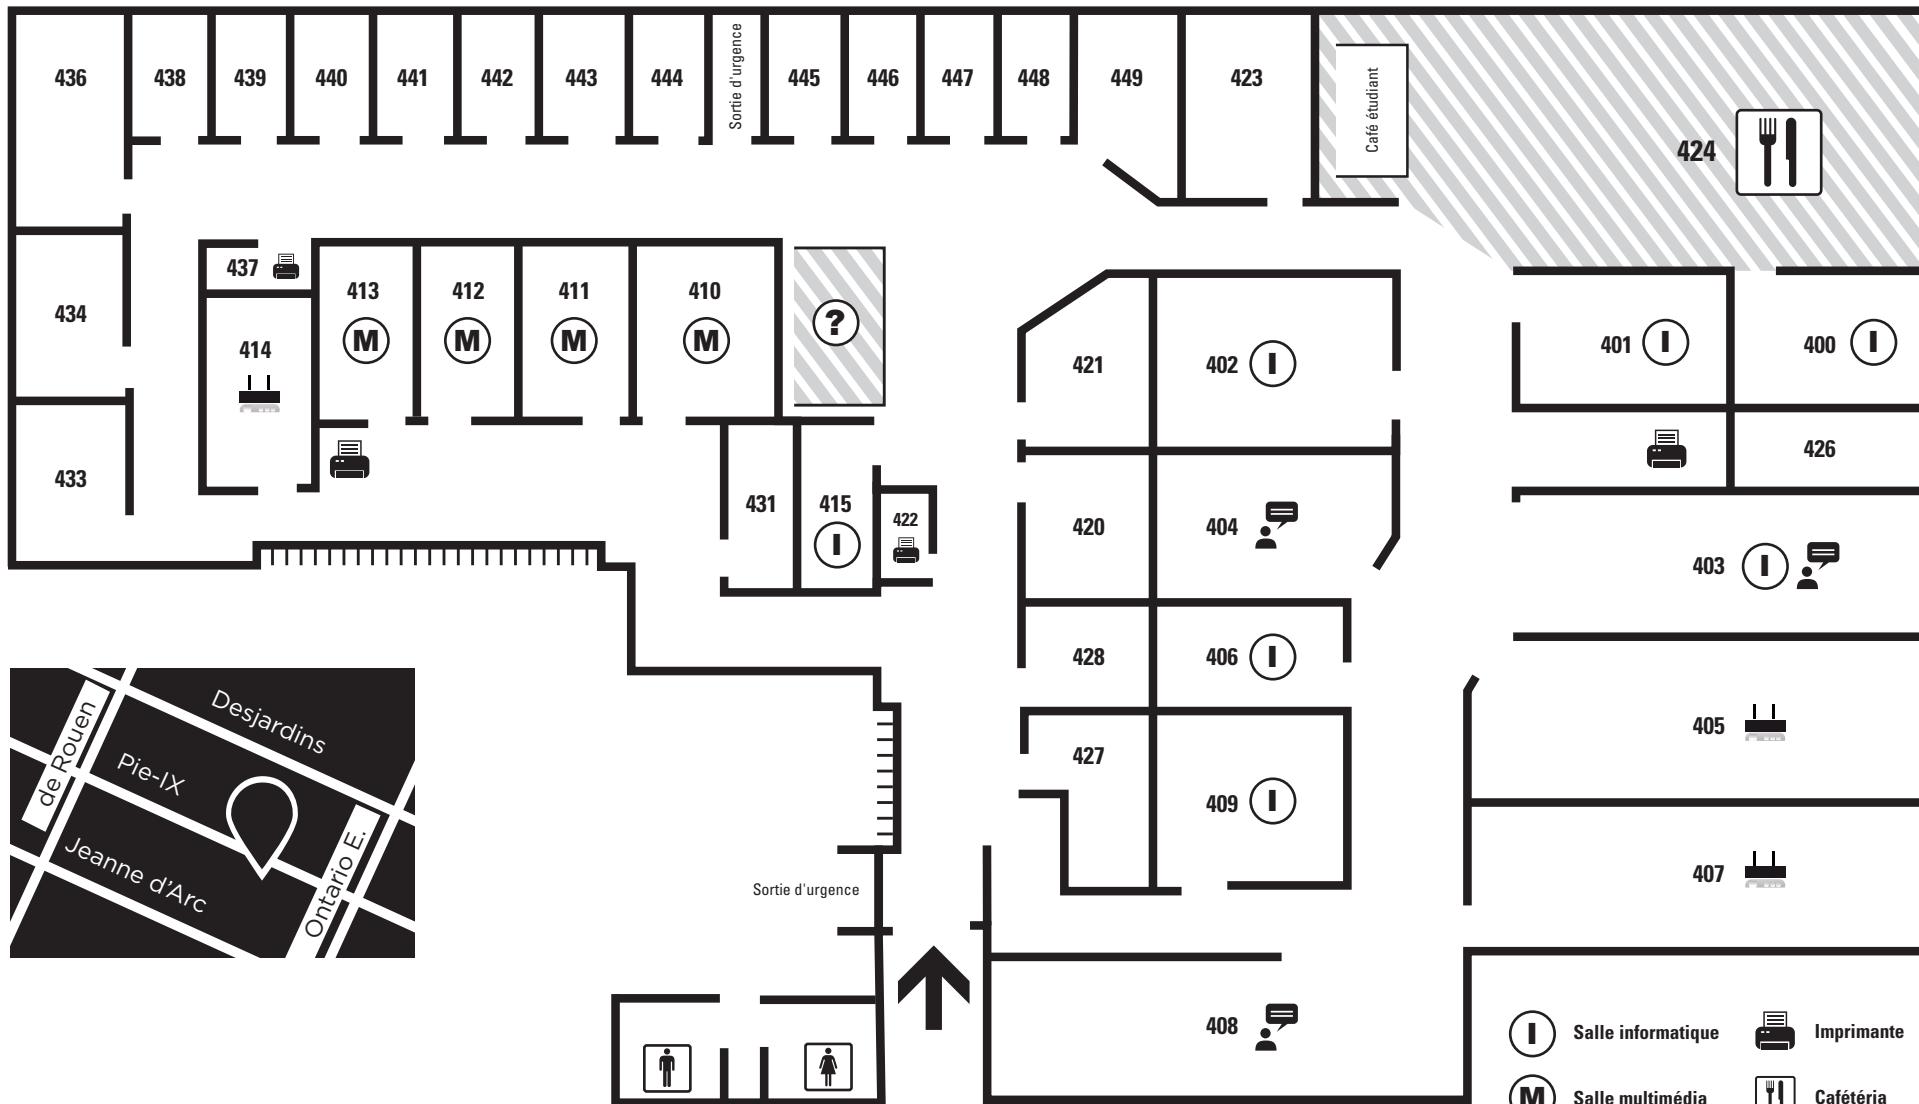 436
438
439
440
441
442
443
444
Sortie d'urgence
445
446
447
448
449
423
Café étudiant
424
437
413
M
412
M
411
M
410
M
?
434
414
421
402 I
401 I
400 I
433
431
415
I
422
420
404
426
403 I
428
406 I
405
427
409 I
407
Desjardins
de Rouen
Pie-IX
Jeanne d'Arc
Ontario E.
Sortie d'urgence
408
I Salle informatique
Imprimante
M Salle multimédia
Cafétéria